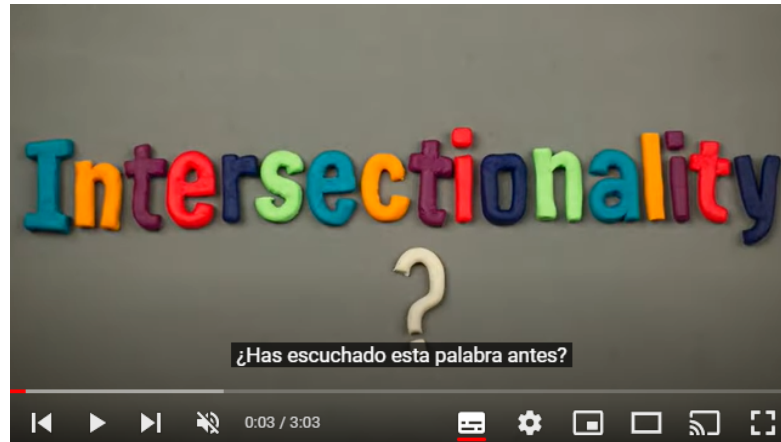 Intersectionality
?
¿Has escuchado esta palabra antes?
0:03 / 3:03